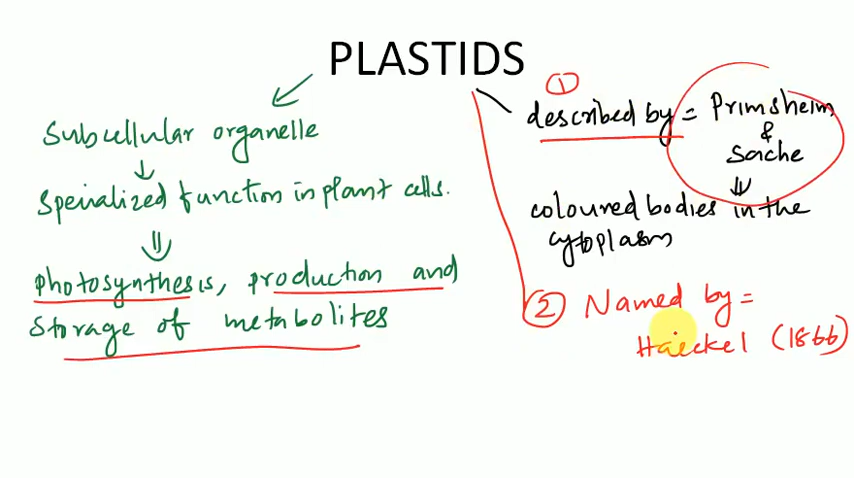 PLASTIDS
Subcellular organelle
Specialized function in plant cells.
photosynthesis, production and
storage of metabolites
①
described by = Primsheim
&
Sache
coloured bodies in the
cytoplasm
② Named by =
Haeckel (1866)